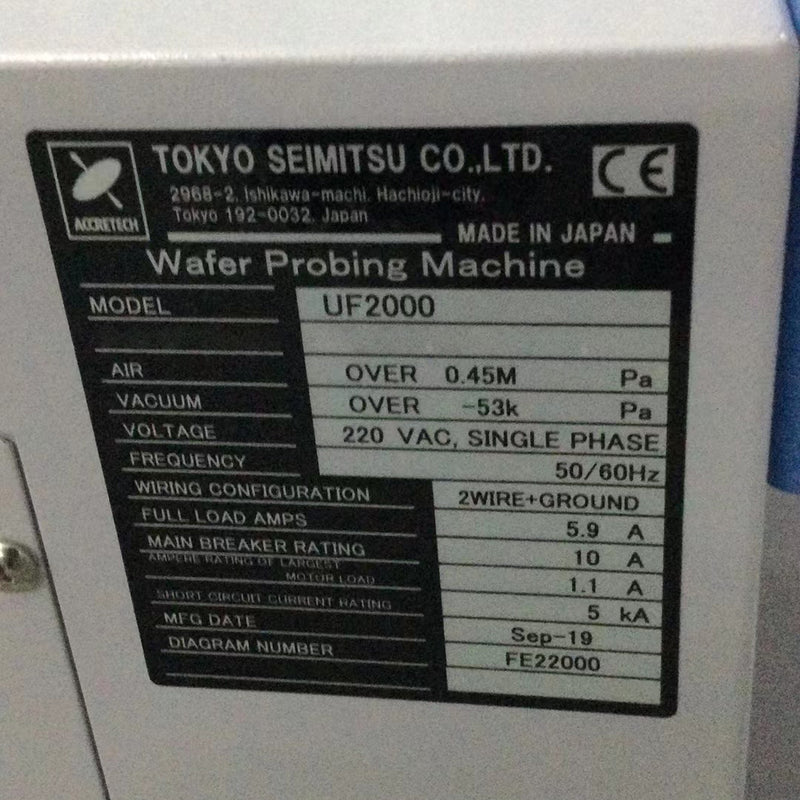 ACCRETECH
TOKYO SEIMITSU CO.,LTD.
2968-2, Ishikawa-machi, Hachioji-city,
Tokyo 192-0032, Japan
CE
MADE IN JAPAN
Wafer Probing Machine
MODEL UF2000
AIR OVER 0.45M Pa
VACUUM OVER -53k Pa
VOLTAGE 220 VAC, SINGLE PHASE
FREQUENCY 50/60Hz
WIRING CONFIGURATION 2WIRE+GROUND
FULL LOAD AMPS 5.9 A
MAIN BREAKER RATING 10 A
AMPERE RATING OF LARGEST
MOTOR LOAD 1.1 A
SHORT CIRCUIT CURRENT RATING 5 kA
MFG DATE Sep-19
DIAGRAM NUMBER FE22000